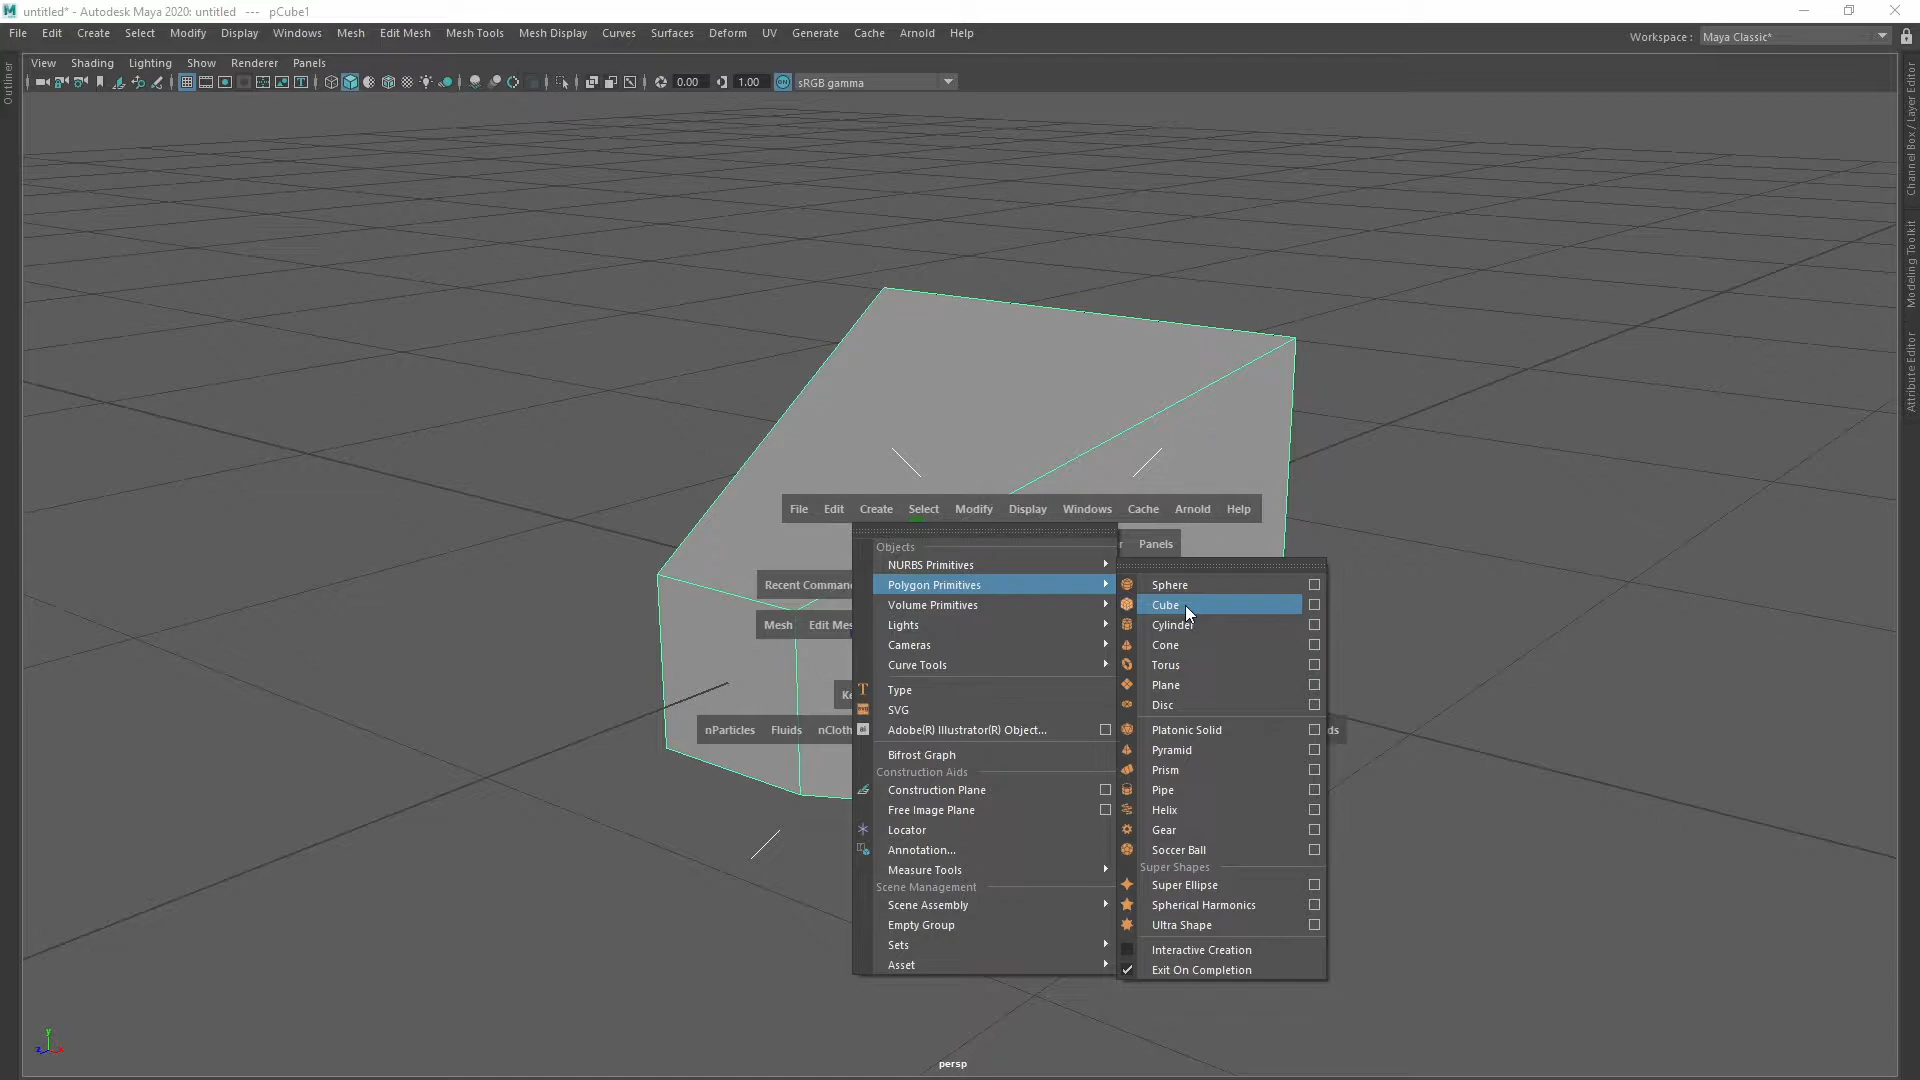 untitled* - Autodesk Maya 2020: untitled --- pCube1
File Edit Create Select Modify Display Windows Mesh Edit Mesh Mesh Tools Mesh Display Curves Surfaces Deform UV Generate Cache Arnold Help
Workspace : Maya Classic*
View Shading Lighting Show Renderer Panels
0.00 1.00 sRGB gamma
Outliner
Channel Box / Layer Editor
Modeling Toolkit
Attribute Editor
File Edit Create Select Modify Display Windows Cache Arnold Help
r Panels
Recent Comman
Mesh Edit Mes
Ke
nParticles Fluids nCloth
ds
Objects
NURBS Primitives
Polygon Primitives
Volume Primitives
Lights
Cameras
Curve Tools
Type
SVG
Adobe(R) Illustrator(R) Object...
Bifrost Graph
Construction Aids
Construction Plane
Free Image Plane
Locator
Annotation...
Measure Tools
Scene Management
Scene Assembly
Empty Group
Sets
Asset
Sphere
Cube
Cylinder
Cone
Torus
Plane
Disc
Platonic Solid
Pyramid
Prism
Pipe
Helix
Gear
Soccer Ball
Super Shapes
Super Ellipse
Spherical Harmonics
Ultra Shape
Interactive Creation
Exit On Completion
y
z x
persp